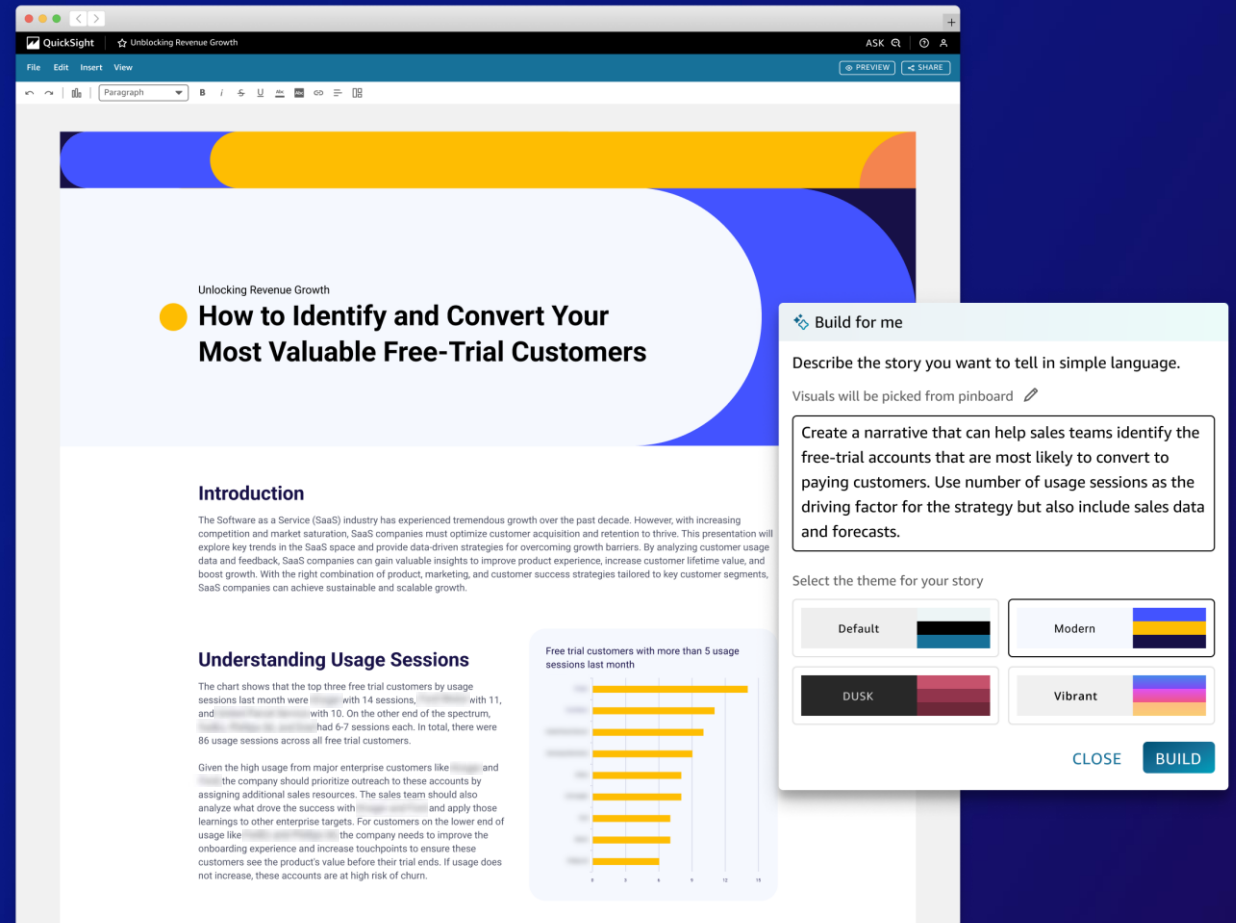 QuickSight
Unblocking Revenue Growth
ASK
File Edit Insert View
PREVIEW
SHARE
Paragraph
B i S U Abc Abc
Unlocking Revenue Growth
How to Identify and Convert Your
Most Valuable Free-Trial Customers
Introduction
The Software as a Service (SaaS) industry has experienced tremendous growth over the past decade. However, with increasing
competition and market saturation, SaaS companies must optimize customer acquisition and retention to thrive. This presentation will
explore key trends in the SaaS space and provide data-driven strategies for overcoming growth barriers. By analyzing customer usage
data and feedback, SaaS companies can gain valuable insights to improve product experience, increase customer lifetime value, and
boost growth. With the right combination of product, marketing, and customer success strategies tailored to key customer segments,
SaaS companies can achieve sustainable and scalable growth.
Understanding Usage Sessions
The chart shows that the top three free trial customers by usage
sessions last month were with 14 sessions, with 11,
and with 10. On the other end of the spectrum,
had 6-7 sessions each. In total, there were
86 usage sessions across all free trial customers.
Given the high usage from major enterprise customers like and
the company should prioritize outreach to these accounts by
assigning additional sales resources. The sales team should also
analyze what drove the success with and apply those
learnings to other enterprise targets. For customers on the lower end of
usage like the company needs to improve the
onboarding experience and increase touchpoints to ensure these
customers see the product's value before their trial ends. If usage does
not increase, these accounts are at high risk of churn.
Free trial customers with more than 5 usage
sessions last month
0 3 6 9 12 15
Build for me
Describe the story you want to tell in simple language.
Visuals will be picked from pinboard
Create a narrative that can help sales teams identify the
free-trial accounts that are most likely to convert to
paying customers. Use number of usage sessions as the
driving factor for the strategy but also include sales data
and forecasts.
Select the theme for your story
Default
Modern
DUSK
Vibrant
CLOSE
BUILD